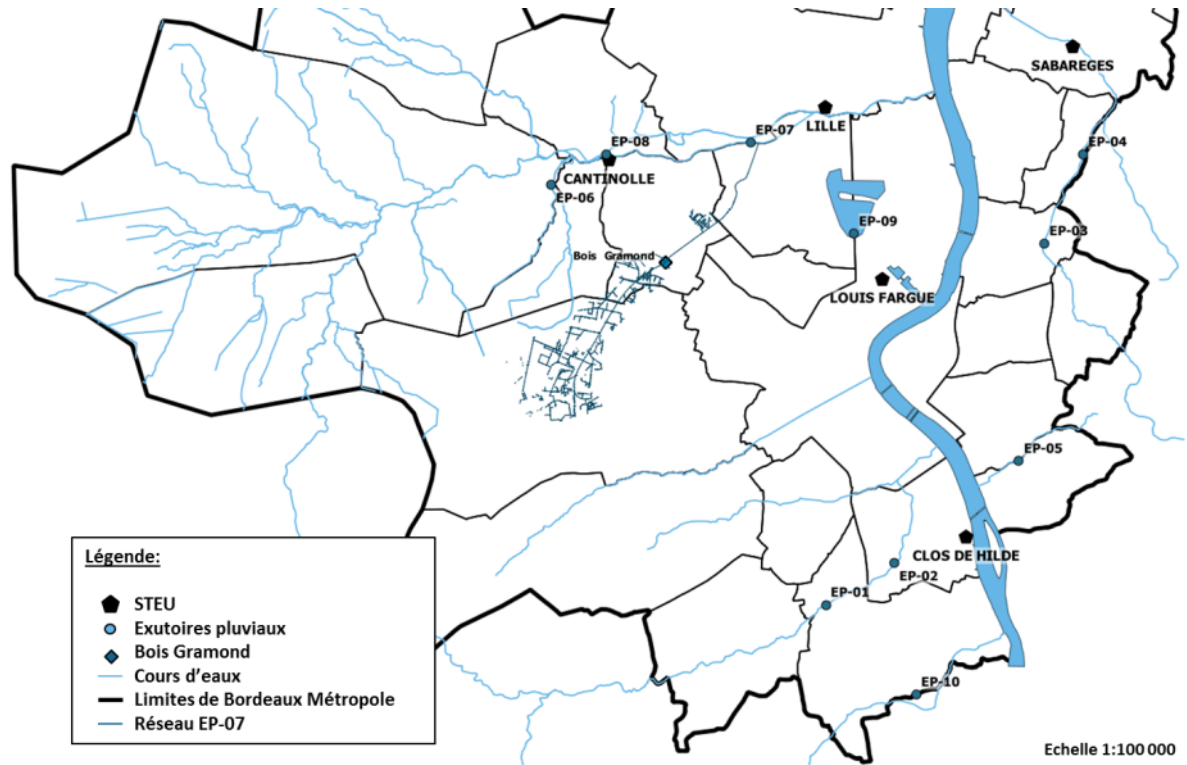 SABAREGES
LILLE
EP-07
EP-08
EP-04
CANTINOLLE
EP-06
EP-09
EP-03
Bois Gramond
LOUIS FARGUE
EP-05
CLOS DE HILDE
EP-02
EP-01
EP-10
Légende:
STEU
Exutoires pluviaux
Bois Gramond
Cours d'eaux
Limites de Bordeaux Métropole
Réseau EP-07
Echelle 1:100 000